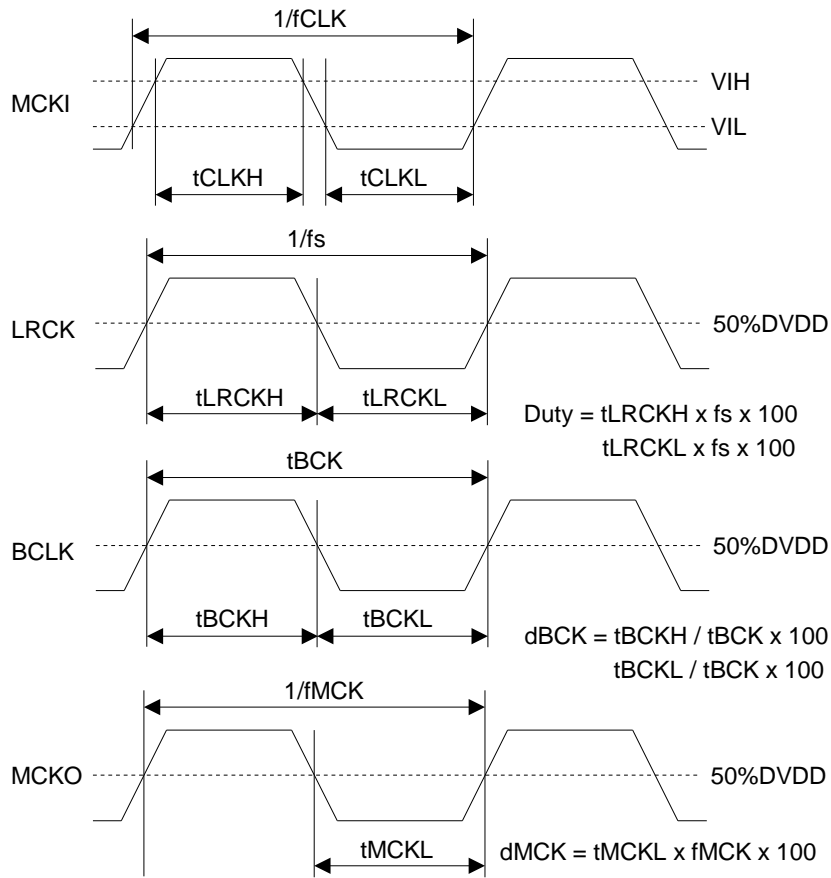 1/fCLK
MCKI
VIH
VIL
tCLKH
tCLKL
1/fs
LRCK
50%DVDD
tLRCKH
tLRCKL
Duty = tLRCKH x fs x 100
tLRCKL x fs x 100
tBCK
BCLK
50%DVDD
tBCKH
tBCKL
dBCK = tBCKH / tBCK x 100
tBCKL / tBCK x 100
1/fMCK
MCKO
50%DVDD
tMCKL
dMCK = tMCKL x fMCK x 100